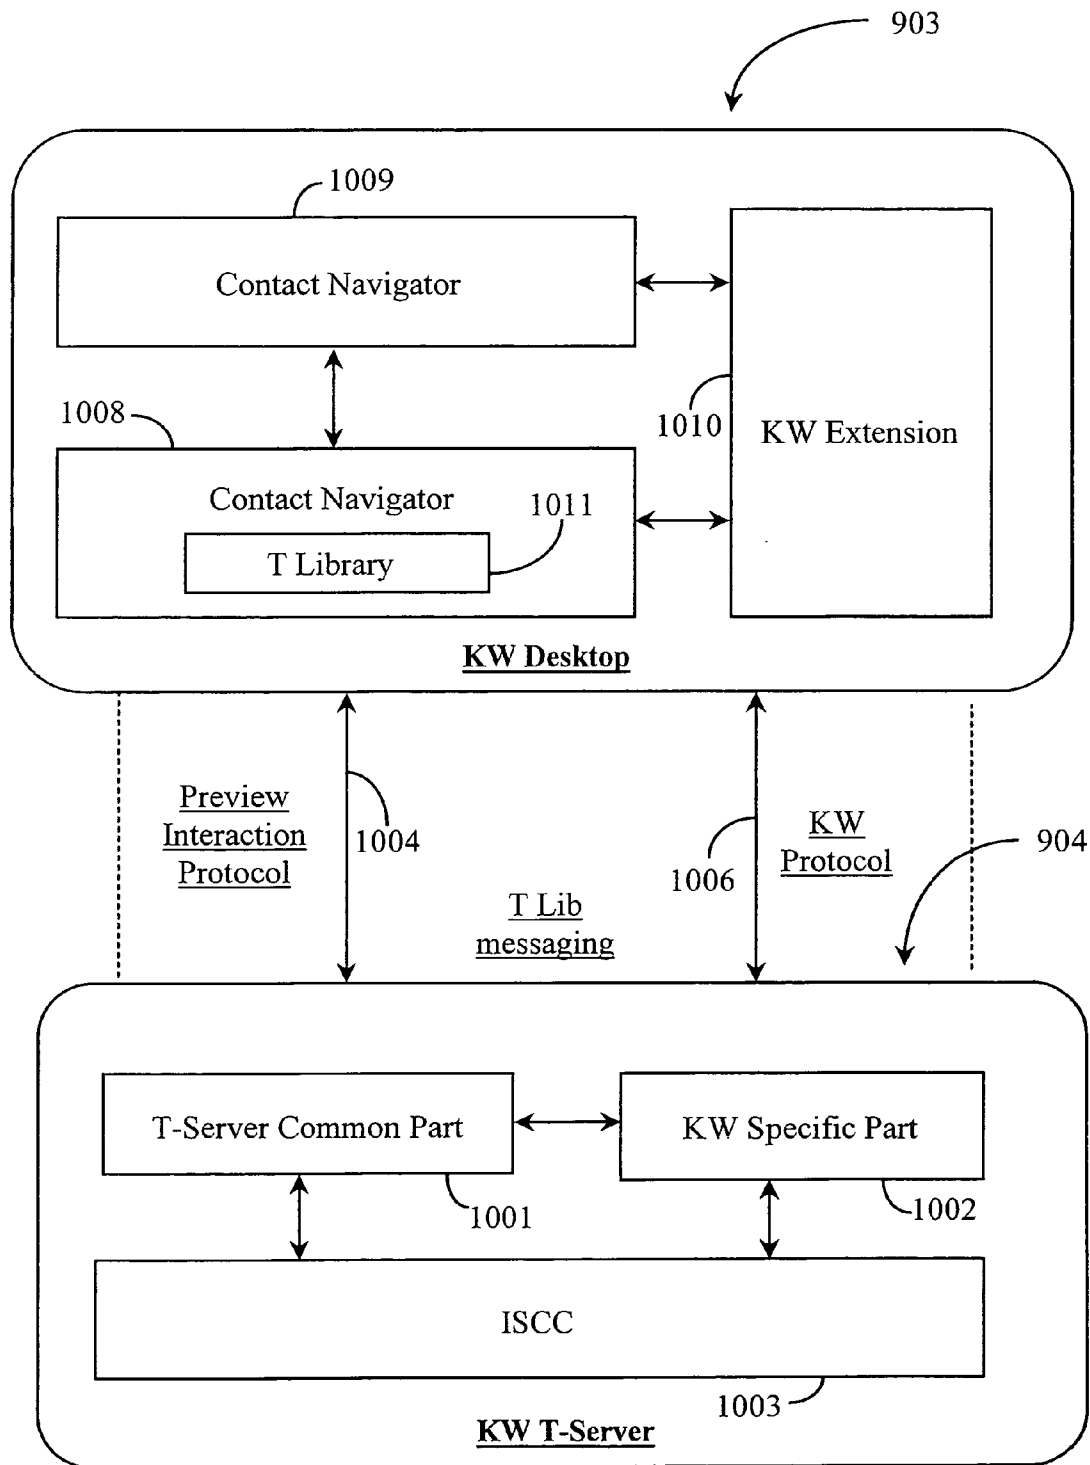 903
1009
Contact Navigator
1008
1010
KW Extension
Contact Navigator
1011
T Library
KW Desktop
Preview
Interaction
Protocol
1004
1006
KW
Protocol
904
T Lib
messaging
T-Server Common Part
KW Specific Part
1001
1002
ISCC
1003
KW T-Server